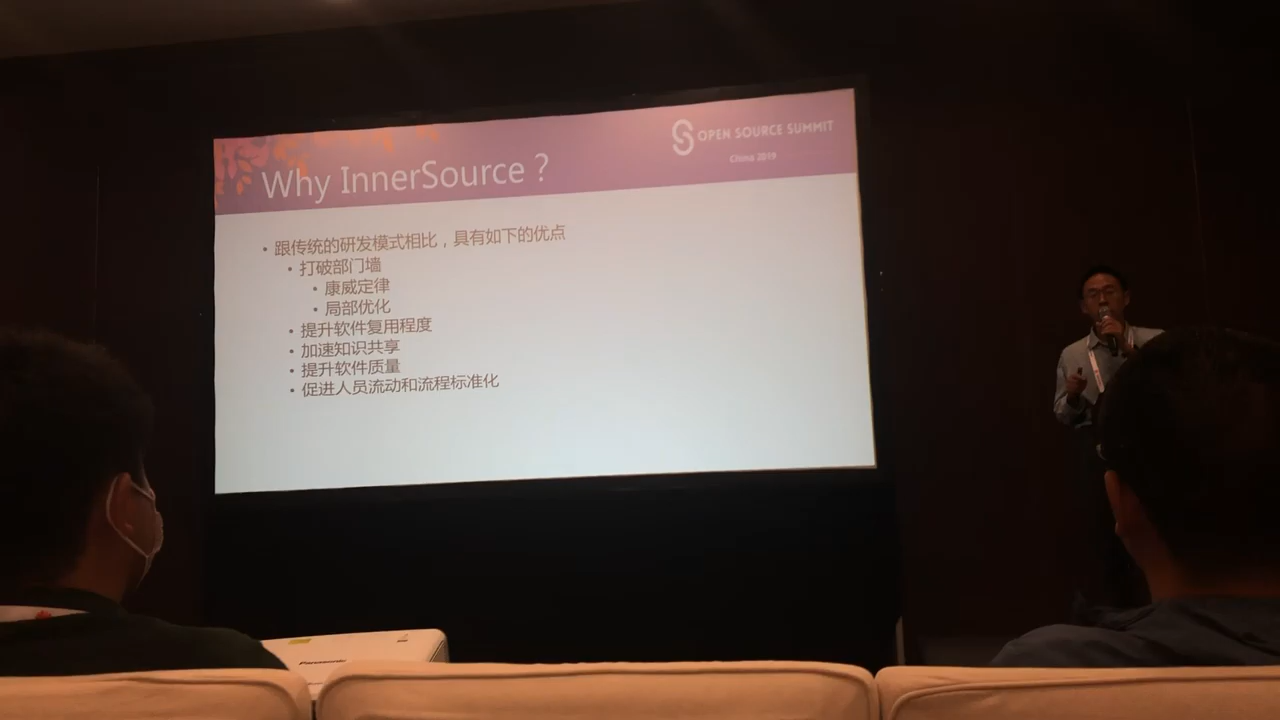 OPEN SOURCE SUMMIT
China 2019
Why InnerSource？
• 跟传统的研发模式相比，具有如下的优点
• 打破部门墙
• 康威定律
• 局部优化
• 提升软件复用程度
• 加速知识共享
• 提升软件质量
• 促进人员流动和流程标准化
Panasonic